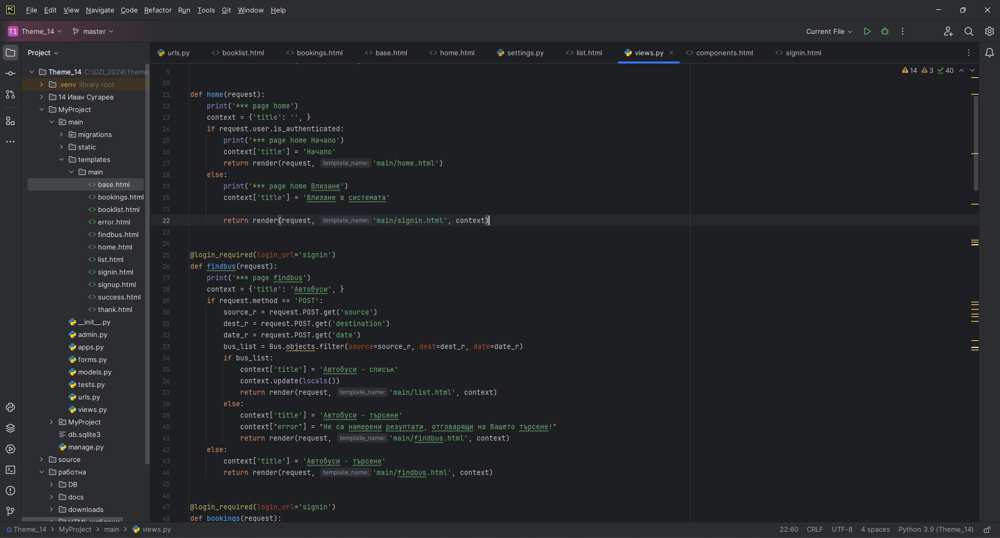 PC File Edit View Navigate Code Refactor Run Tools Git Window Help
T1 Theme_14 master Current File
Project
urls.py booklist.html bookings.html base.html home.html settings.py list.html views.py components.html signin.html
14 3 40
Theme_14 C:\DZI_2024\Theme_
.venv library root
14 Иван Сугарев
MyProject
main
migrations
static
templates
main
base.html
bookings.html
booklist.html
error.html
findbus.html
home.html
list.html
signin.html
signup.html
success.html
thank.html
__init__.py
admin.py
apps.py
forms.py
models.py
tests.py
urls.py
views.py
MyProject
db.sqlite3
manage.py
source
работна
DB
docs
downloads
HTML шаблони
9
10
11 def home(request):
12 print('*** page home')
13 context = {'title': '', }
14 if request.user.is_authenticated:
15 print('*** page home Начало')
16 context['title'] = 'Начало'
17 return render(request, template_name: 'main/home.html')
18 else:
19 print('*** page home Влизане')
20 context['title'] = 'Влизане в системата'
21
22 return render(request, template_name: 'main/signin.html', context)
23
24
25 @login_required(login_url='signin')
26 def findbus(request):
27 print('*** page findbus')
28 context = {'title': 'Автобуси', }
29 if request.method == 'POST':
30 source_r = request.POST.get('source')
31 dest_r = request.POST.get('destination')
32 date_r = request.POST.get('date')
33 bus_list = Bus.objects.filter(source=source_r, dest=dest_r, date=date_r)
34 if bus_list:
35 context['title'] = 'Автобуси - списък'
36 context.update(locals())
37 return render(request, template_name: 'main/list.html', context)
38 else:
39 context['title'] = 'Автобуси - търсене'
40 context["error"] = "Не са намерени резултати, отговарящи на Вашето търсене!"
41 return render(request, template_name: 'main/findbus.html', context)
42 else:
43 context['title'] = 'Автобуси - търсене'
44 return render(request, template_name: 'main/findbus.html', context)
45
46
47 @login_required(login_url='signin')
48 def bookings(request):
Theme_14 > MyProject > main > views.py 22:60 CRLF UTF-8 4 spaces Python 3.9 (Theme_14)